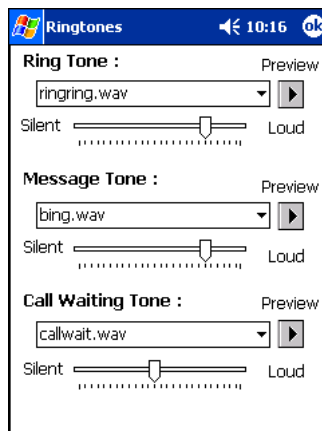 Ringtones 10:16 ok
Ring Tone : Preview
ringring.wav
Silent Loud
Message Tone : Preview
bing.wav
Silent Loud
Call Waiting Tone : Preview
callwait.wav
Silent Loud